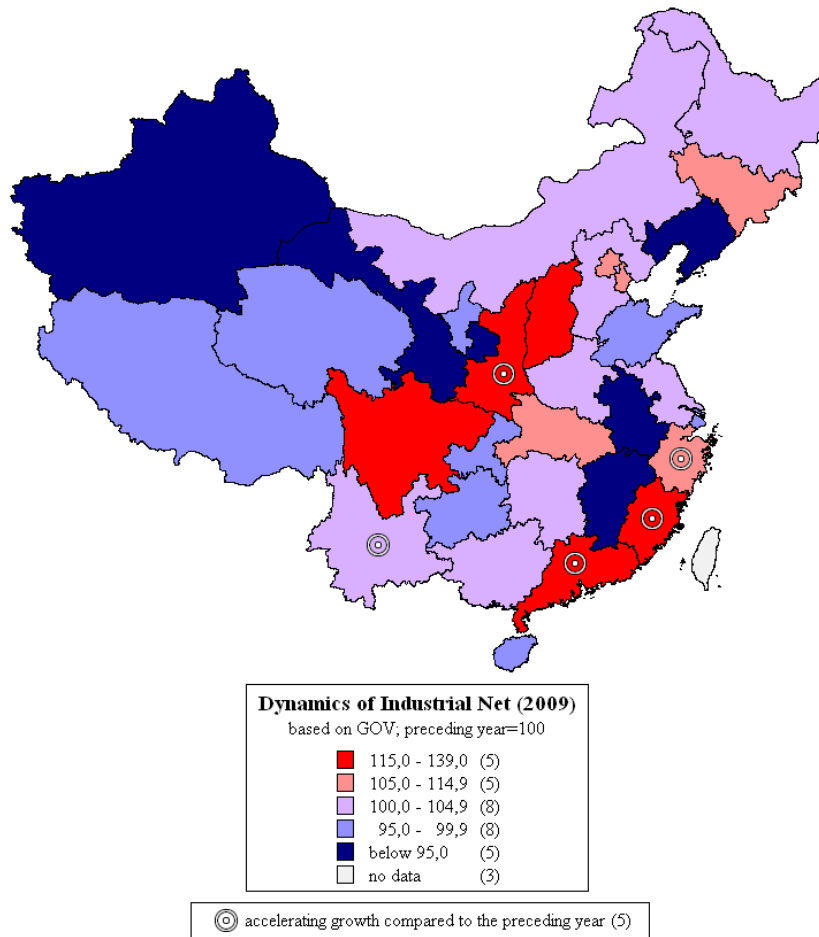 Dynamics of Industrial Net (2009)
based on GOV; preceding year=100
115,0 - 139,0 (5)
105,0 - 114,9 (5)
100,0 - 104,9 (8)
95,0 - 99,9 (8)
below 95,0 (5)
no data (3)
accelerating growth compared to the preceding year (5)